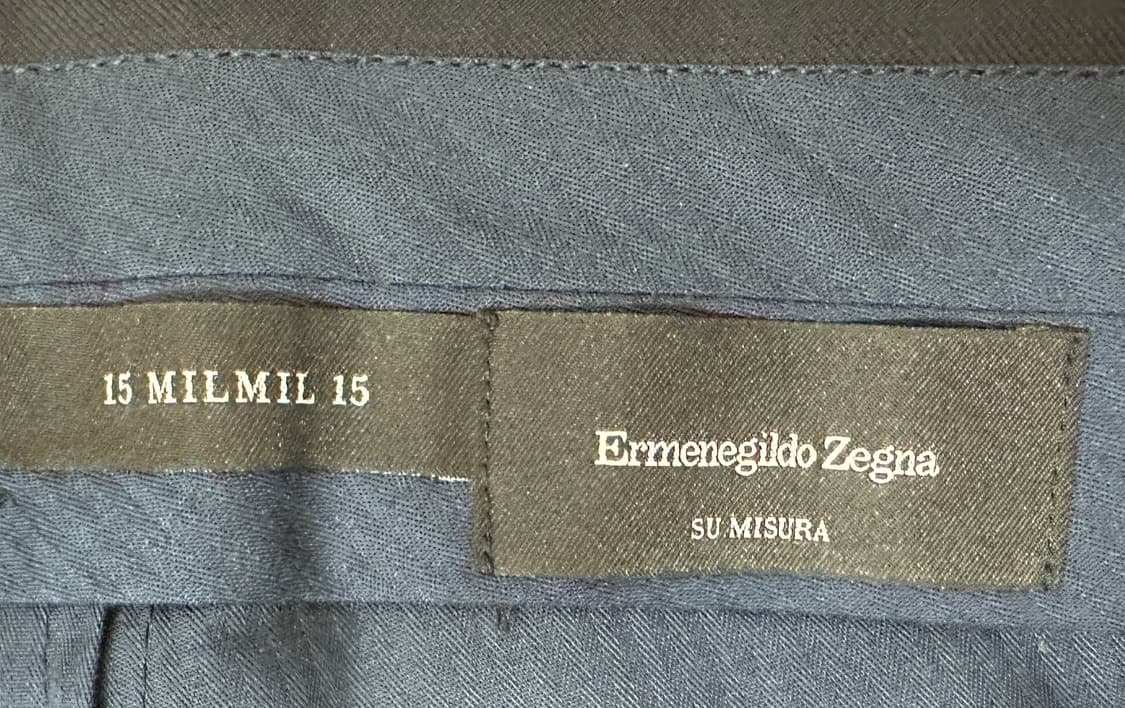 15 MILMIL 15
Ermenegildo Zegna
SU MISURA